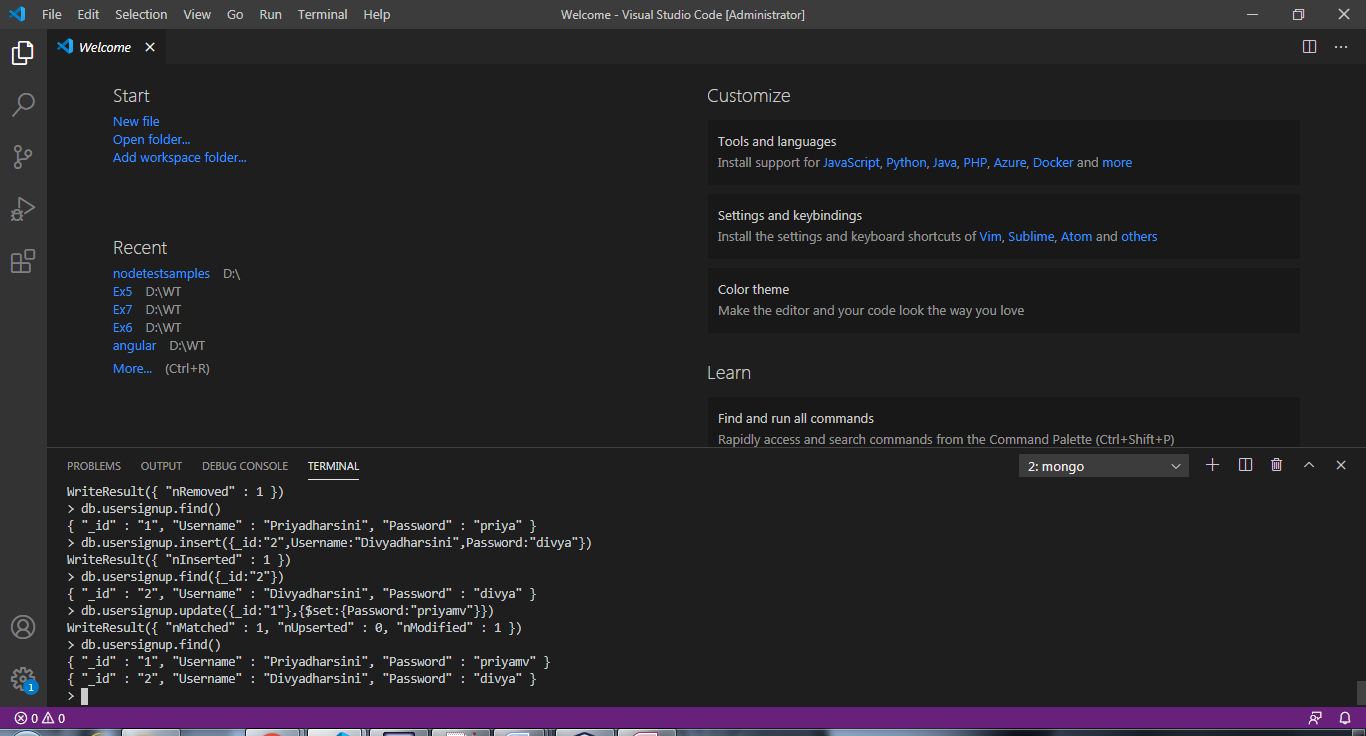 File Edit Selection View Go Run Terminal Help Welcome - Visual Studio Code [Administrator]
Welcome
Start
New file
Open folder...
Add workspace folder...
Recent
nodetestsamples D:\
Ex5 D:\WT
Ex7 D:\WT
Ex6 D:\WT
angular D:\WT
More... (Ctrl+R)
Customize
Tools and languages
Install support for JavaScript, Python, Java, PHP, Azure, Docker and more
Settings and keybindings
Install the settings and keyboard shortcuts of Vim, Sublime, Atom and others
Color theme
Make the editor and your code look the way you love
Learn
Find and run all commands
Rapidly access and search commands from the Command Palette (Ctrl+Shift+P)
PROBLEMS OUTPUT DEBUG CONSOLE TERMINAL 2: mongo
WriteResult({ "nRemoved" : 1 })
> db.usersignup.find()
{ "_id" : "1", "Username" : "Priyadharsini", "Password" : "priya" }
> db.usersignup.insert({_id:"2",Username:"Divyadharsini",Password:"divya"})
WriteResult({ "nInserted" : 1 })
> db.usersignup.find({_id:"2"})
{ "_id" : "2", "Username" : "Divyadharsini", "Password" : "divya" }
> db.usersignup.update({_id:"1"},{$set:{Password:"priyamv"}})
WriteResult({ "nMatched" : 1, "nUpserted" : 0, "nModified" : 1 })
> db.usersignup.find()
{ "_id" : "1", "Username" : "Priyadharsini", "Password" : "priyamv" }
{ "_id" : "2", "Username" : "Divyadharsini", "Password" : "divya" }
>
1
0 0